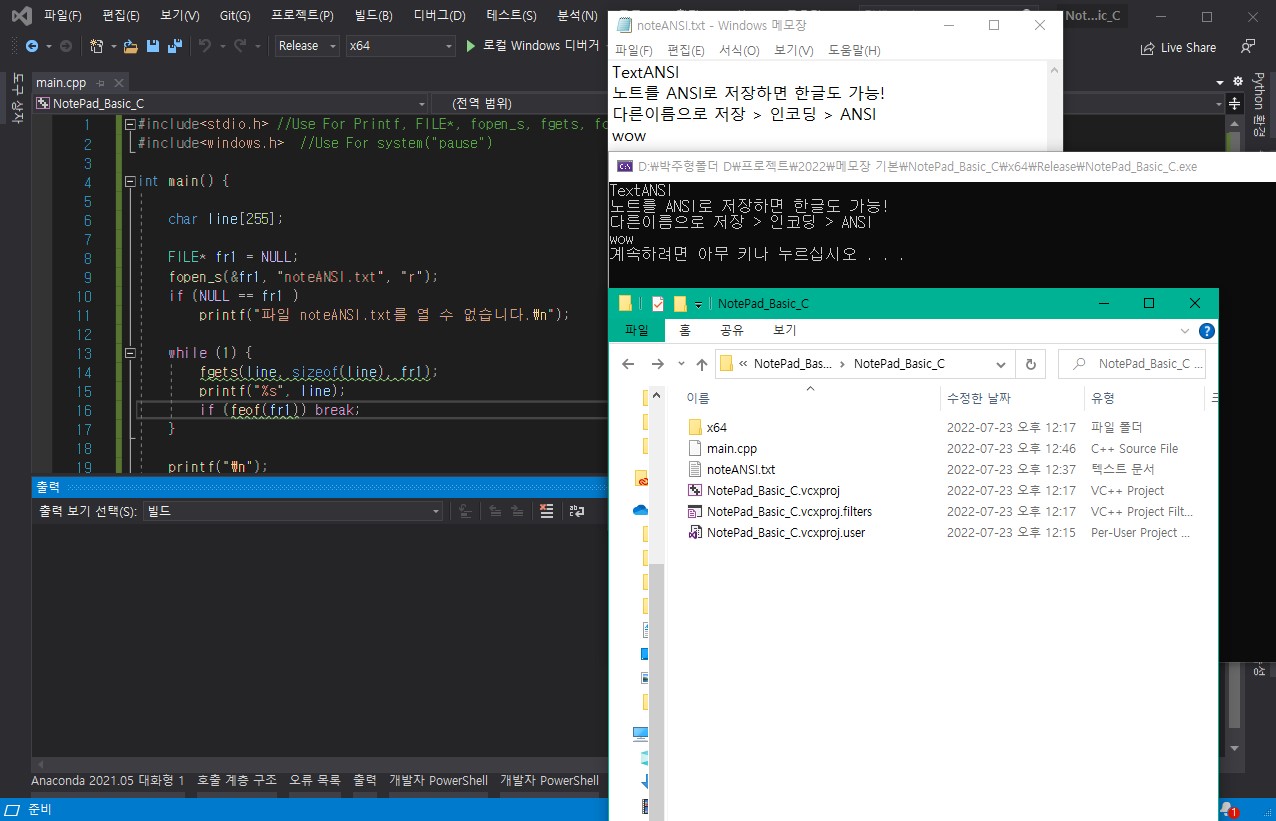 파일(F) 편집(E) 보기(V) Git(G) 프로젝트(P) 빌드(B) 디버그(D) 테스트(S) 분석(N)
Not...ic_C
Release x64 로컬 Windows 디버거
Live Share
main.cpp
NotePad_Basic_C (전역 범위)
도구 상자
Python 환경
1 #include<stdio.h> //Use For Printf, FILE*, fopen_s, fgets, fc
2 #include<windows.h> //Use For system("pause")
3
4 int main() {
5
6 char line[255];
7
8 FILE* fr1 = NULL;
9 fopen_s(&fr1, "noteANSI.txt", "r");
10 if (NULL == fr1 )
11 printf("파일 noteANSI.txt를 열 수 없습니다.₩n");
12
13 while (1) {
14 fgets(line, sizeof(line), fr1);
15 printf("%s", line);
16 if (feof(fr1)) break;
17 }
18
19 printf("₩n");
출력
출력 보기 선택(S): 빌드
Anaconda 2021.05 대화형 1 호출 계층 구조 오류 목록 출력 개발자 PowerShell 개발자 PowerShell
준비
1
noteANSI.txt - Windows 메모장
파일(F) 편집(E) 서식(O) 보기(V) 도움말(H)
TextANSI
노트를 ANSI로 저장하면 한글도 가능!
다른이름으로 저장 > 인코딩 > ANSI
wow
D:₩박주형폴더 D₩프로젝트₩2022₩메모장 기본₩NotePad_Basic_C₩x64₩Release₩NotePad_Basic_C.exe
TextANSI
노트를 ANSI로 저장하면 한글도 가능!
다른이름으로 저장 > 인코딩 > ANSI
wow
계속하려면 아무 키나 누르십시오 . . .
NotePad_Basic_C
파일 홈 공유 보기
« NotePad_Bas... › NotePad_Basic_C
NotePad_Basic_C ...
이름 수정한 날짜 유형
x64 2022-07-23 오후 12:17 파일 폴더
main.cpp 2022-07-23 오후 12:46 C++ Source File
noteANSI.txt 2022-07-23 오후 12:37 텍스트 문서
NotePad_Basic_C.vcxproj 2022-07-23 오후 12:17 VC++ Project
NotePad_Basic_C.vcxproj.filters 2022-07-23 오후 12:17 VC++ Project Filt...
NotePad_Basic_C.vcxproj.user 2022-07-23 오후 12:15 Per-User Project ...